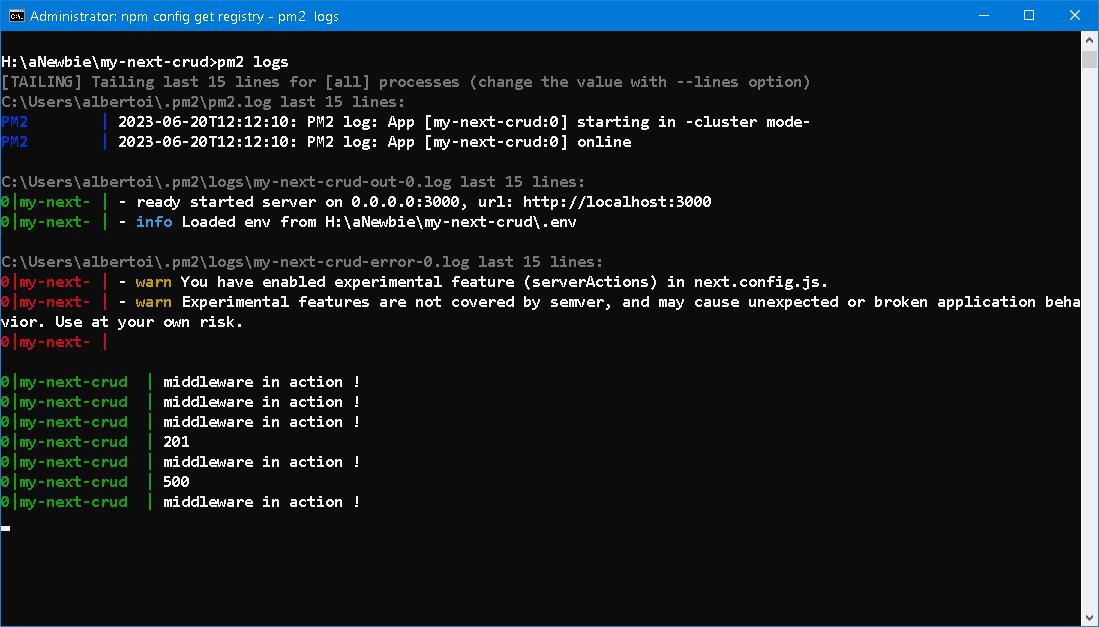 Administrator: npm config get registry - pm2 logs
H:\aNewbie\my-next-crud>pm2 logs
[TAILING] Tailing last 15 lines for [all] processes (change the value with --lines option)
C:\Users\albertoi\.pm2\pm2.log last 15 lines:
PM2        | 2023-06-20T12:12:10: PM2 log: App [my-next-crud:0] starting in -cluster mode-
PM2        | 2023-06-20T12:12:10: PM2 log: App [my-next-crud:0] online
C:\Users\albertoi\.pm2\logs\my-next-crud-out-0.log last 15 lines:
0|my-next- | - ready started server on 0.0.0.0:3000, url: http://localhost:3000
0|my-next- | - info Loaded env from H:\aNewbie\my-next-crud\.env
C:\Users\albertoi\.pm2\logs\my-next-crud-error-0.log last 15 lines:
0|my-next- | - warn You have enabled experimental feature (serverActions) in next.config.js.
0|my-next- | - warn Experimental features are not covered by semver, and may cause unexpected or broken application beha
vior. Use at your own risk.
0|my-next- |
0|my-next-crud  | middleware in action !
0|my-next-crud  | middleware in action !
0|my-next-crud  | middleware in action !
0|my-next-crud  | 201
0|my-next-crud  | middleware in action !
0|my-next-crud  | 500
0|my-next-crud  | middleware in action !